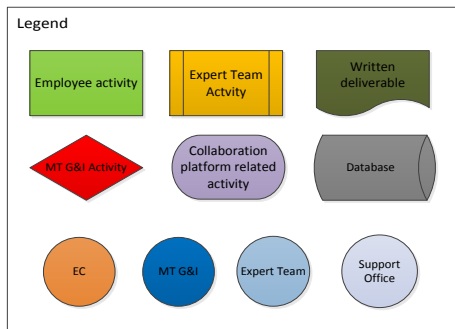 Legend
Employee activity
Expert Team
Actvity
Written
deliverable
MT G&I Activity
Collaboration
platform related
activity
Database
EC
MT G&I
Expert Team
Support
Office